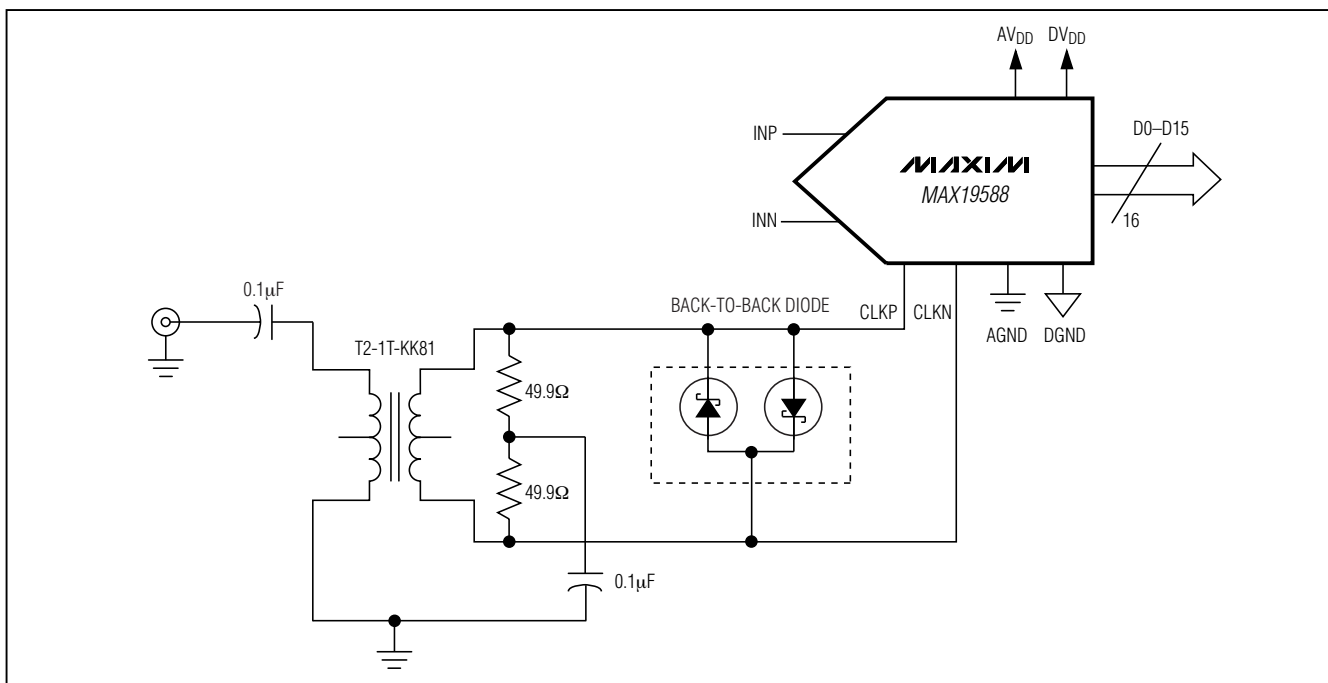 AVDD DVDD
INP
D0–D15
MAXIM
MAX19588
INN
16
0.1μF
BACK-TO-BACK DIODE
CLKP CLKN
AGND DGND
T2-1T-KK81
49.9Ω
49.9Ω
0.1μF